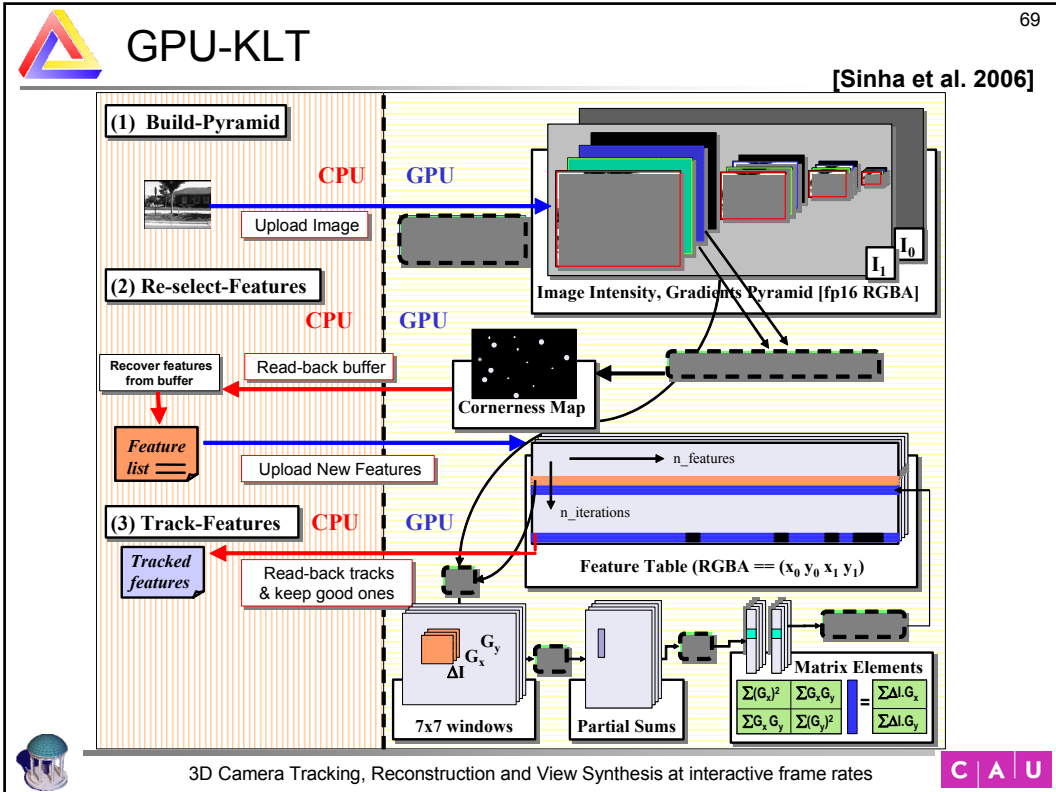 69
GPU-KLT
[Sinha et al. 2006]
(1) Build-Pyramid
CPU
GPU
Upload Image
I0
I1
Image Intensity, Gradients Pyramid [fp16 RGBA]
(2) Re-select-Features
CPU
GPU
Recover features
from buffer
Read-back buffer
Cornerness Map
Feature
list
Upload New Features
n_features
n_iterations
(3) Track-Features
CPU
GPU
Tracked
features
Read-back tracks
& keep good ones
Feature Table (RGBA == (x0 y0 x1 y1)
Gy
Gx
ΔI
7x7 windows
Partial Sums
Matrix Elements
Σ(Gx)2 ΣGxGy = ΣΔI.Gx
ΣGx Gy Σ(Gy)2 ΣΔI.Gy
3D Camera Tracking, Reconstruction and View Synthesis at interactive frame rates
C | A | U